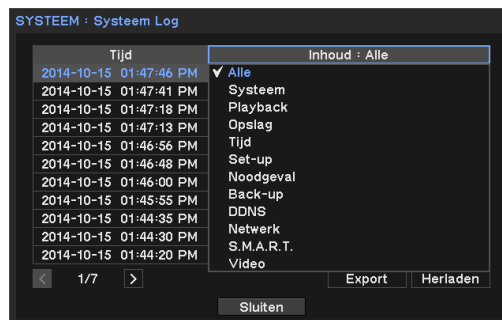 SYSTEEM : Systeem Log
Tijd Inhoud : Alle
2014-10-15 01:47:46 PM ✔ Alle
2014-10-15 01:47:41 PM Systeem
2014-10-15 01:47:18 PM Playback
2014-10-15 01:47:13 PM Opslag
2014-10-15 01:46:56 PM Tijd
2014-10-15 01:46:48 PM Set-up
2014-10-15 01:46:00 PM Noodgeval
2014-10-15 01:45:55 PM Back-up
2014-10-15 01:44:35 PM DDNS
2014-10-15 01:44:30 PM Netwerk
2014-10-15 01:44:20 PM S.M.A.R.T.
Video
< 1/7 > Export Herladen
Sluiten